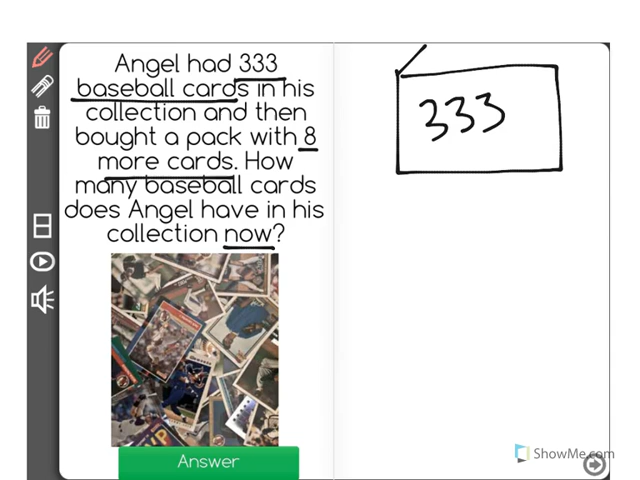 Angel had 333
baseball cards in his
collection and then
bought a pack with 8
more cards. How
many baseball cards
does Angel have in his
collection now?
333
Answer
ShowMe.com